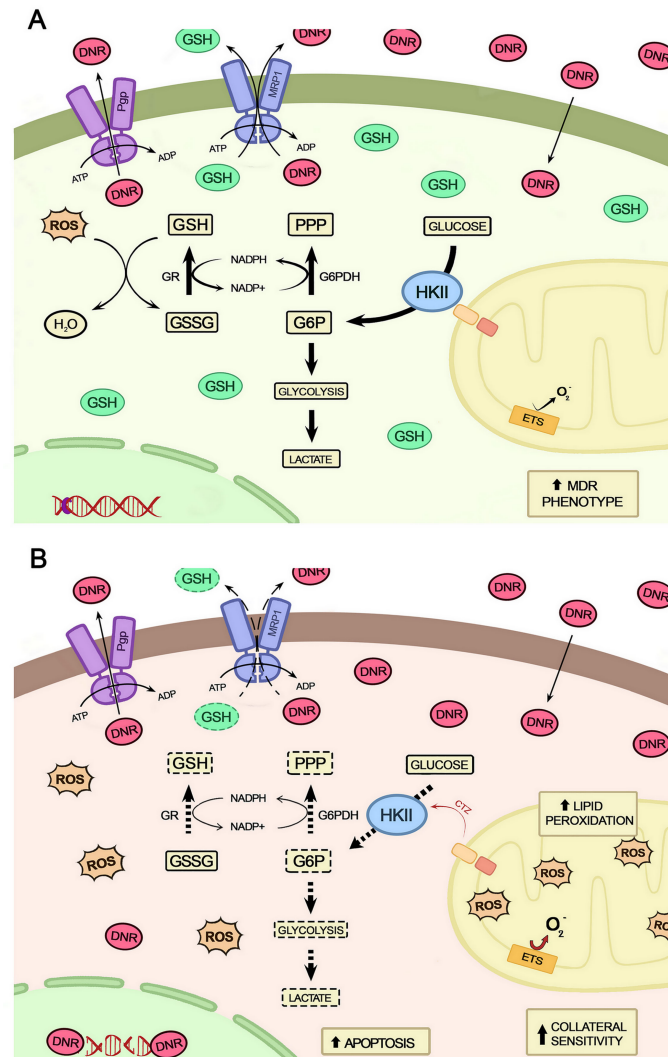 A
DNR
GSH
DNR
DNR
DNR
DNR
DNR
Pgp
MRP1
ATP
ADP
ATP
ADP
GSH
DNR
GSH
DNR
DNR
GSH
GSH
ROS
GSH
PPP
GLUCOSE
GR
NADPH
NADP+
G6PDH
HKII
H2O
GSSG
G6P
GLYCOLYSIS
GSH
GSH
GSH
LACTATE
O2-
ETS
MDR
PHENOTYPE
B
DNR
GSH
DNR
DNR
DNR
DNR
Pgp
MRP1
ATP
ADP
ATP
ADP
DNR
DNR
GSH
DNR
DNR
DNR
DNR
ROS
GSH
PPP
GLUCOSE
GR
NADPH
NADP+
G6PDH
HKII
CTZ
LIPID
PEROXIDATION
ROS
GSSG
G6P
ROS
ROS
ROS
DNR
ROS
GLYCOLYSIS
O2-
ROS
ETS
LACTATE
DNR
DNR
APOPTOSIS
COLLATERAL
SENSITIVITY